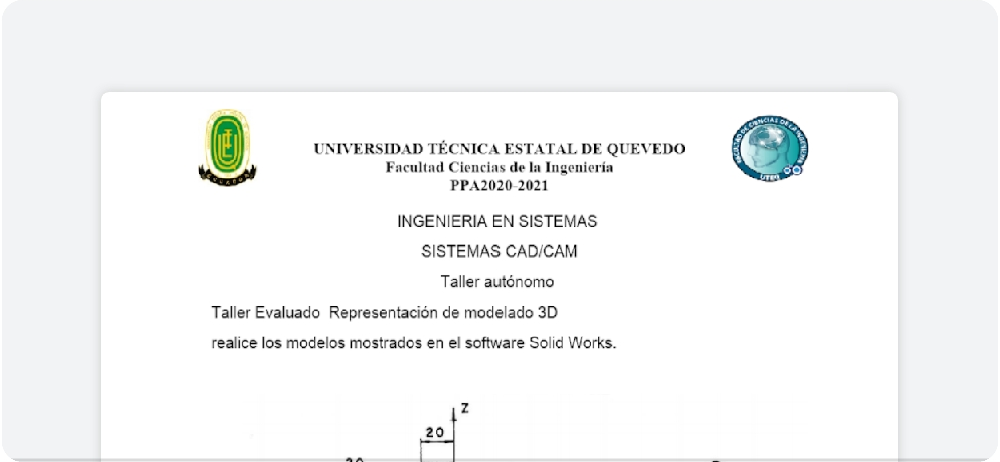 UNIVERSIDAD TÉCNICA ESTATAL DE QUEVEDO
Facultad Ciencias de la Ingeniería
PPA2020-2021
INGENIERIA EN SISTEMAS
SISTEMAS CAD/CAM
Taller autónomo
Taller Evaluado Representación de modelado 3D
realice los modelos mostrados en el software Solid Works.
Z
20